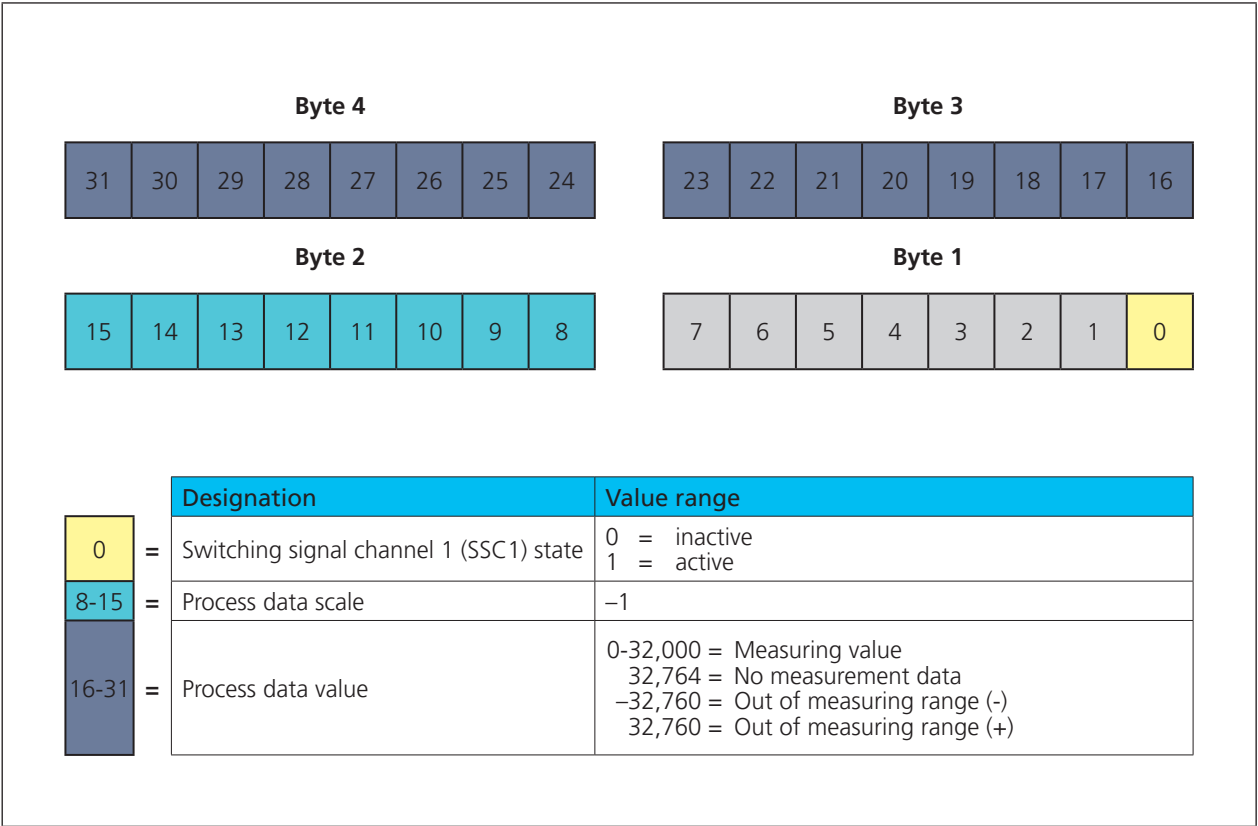 Byte 4 Byte 3
31 30 29 28 27 26 25 24 23 22 21 20 19 18 17 16
Byte 2 Byte 1
15 14 13 12 11 10 9 8 7 6 5 4 3 2 1 0
Designation Value range
0 = Switching signal channel 1 (SSC1) state 0 = inactive
1 = active
8-15 = Process data scale –1
16-31 = Process data value 0-32,000 = Measuring value
32,764 = No measurement data
–32,760 = Out of measuring range (-)
32,760 = Out of measuring range (+)